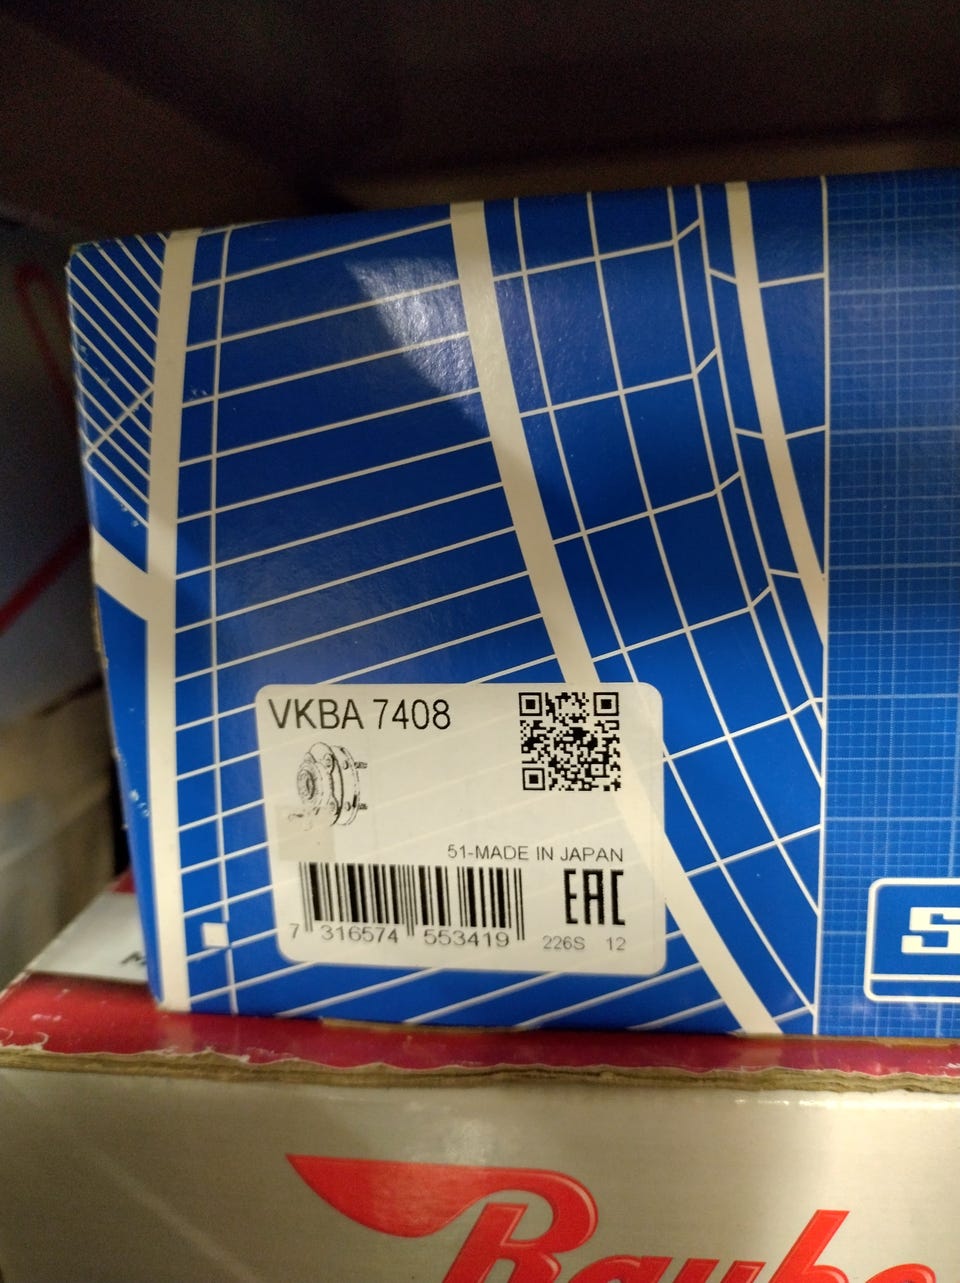 VKBA 7408
51-MADE IN JAPAN
EAC
7 316574 553419
226S 12
S